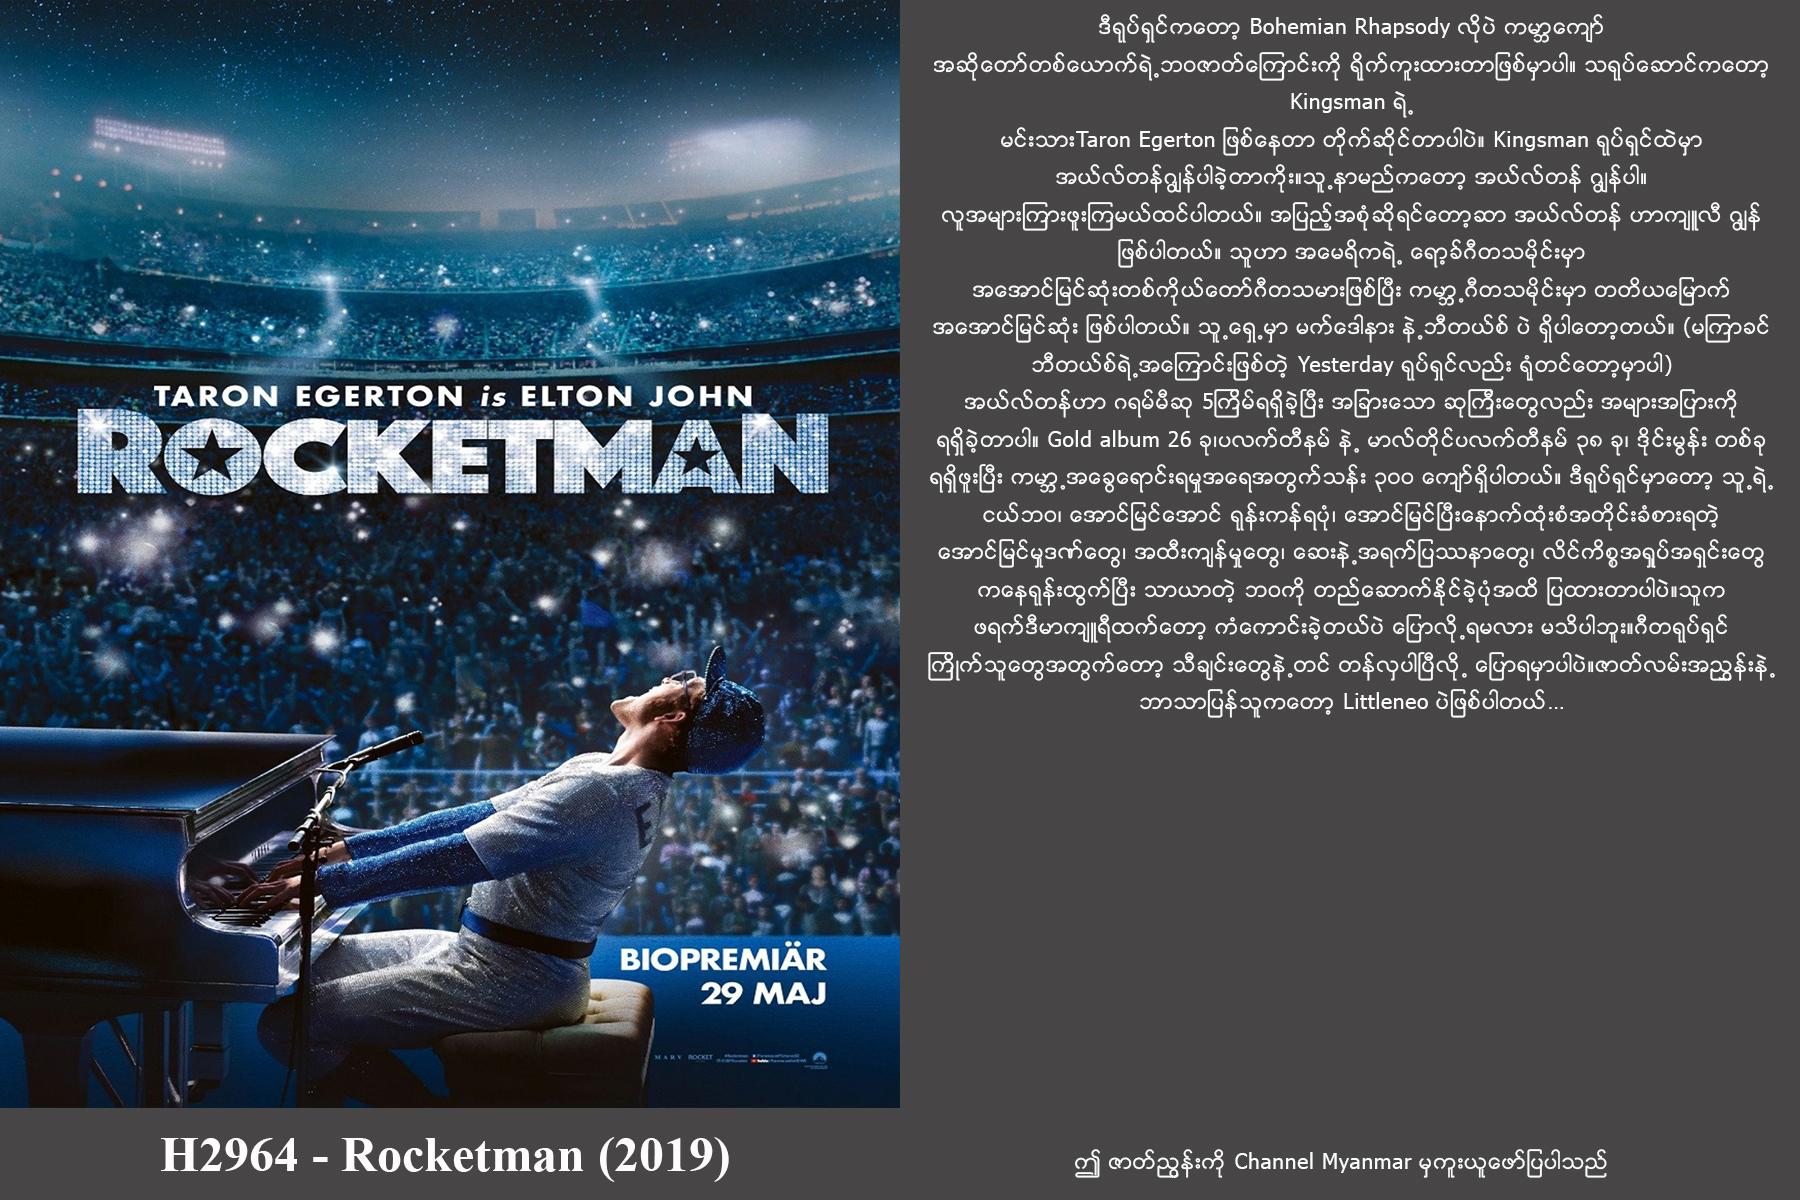 TARON EGERTON is ELTON JOHN
ROCKETMAN
E
BIOPREMIÄR
29 MAJ
MARV ROCKET
H2964 - Rocketman (2019)
ဒီရုပ်ရှင်ကတော့ Bohemian Rhapsody လိုပဲ ကမ္ဘာကျော်
အဆိုတော်တစ်ယောက်ရဲ့ဘဝဇာတ်ကြောင်းကို ရိုက်ကူးထားတာဖြစ်မှာပါ။ သရုပ်ဆောင်ကတော့
Kingsman ရဲ့
မင်းသားTaron Egerton ဖြစ်နေတာ တိုက်ဆိုင်တာပါပဲ။ Kingsman ရုပ်ရှင်ထဲမှာ
အယ်လ်တန်ဂျွန်ပါခဲ့တာကိုး။သူ့နာမည်ကတော့ အယ်လ်တန် ဂျွန်ပါ။
လူအများကြားဖူးကြမယ်ထင်ပါတယ်။ အပြည့်အစုံဆိုရင်တော့ဆာ အယ်လ်တန် ဟာကျူလီ ဂျွန်
ဖြစ်ပါတယ်။ သူဟာ အမေရိကရဲ့ ရော့ခ်ဂီတသမိုင်းမှာ
အအောင်မြင်ဆုံးတစ်ကိုယ်တော်ဂီတသမားဖြစ်ပြီး ကမ္ဘာ့ဂီတသမိုင်းမှာ တတိယမြောက်
အအောင်မြင်ဆုံး ဖြစ်ပါတယ်။ သူ့ရှေ့မှာ မက်ဒေါနား နဲ့ဘီတယ်စ် ပဲ ရှိပါတော့တယ်။ (မကြာခင်
ဘီတယ်စ်ရဲ့အကြောင်းဖြစ်တဲ့ Yesterday ရုပ်ရှင်လည်း ရုံတင်တော့မှာပါ)
အယ်လ်တန်ဟာ ဂရမ်မီဆု 5ကြိမ်ရရှိခဲ့ပြီး အခြားသော ဆုကြီးတွေလည်း အများအပြားကို
ရရှိခဲ့တာပါ။ Gold album 26 ခု၊ပလက်တီနမ် နဲ့ မာလ်တိုင်ပလက်တီနမ် ၃၈ ခု၊ ဒိုင်းမွန်း တစ်ခု
ရရှိဖူးပြီး ကမ္ဘာ့အခွေရောင်းရမှုအရေအတွက်သန်း ၃၀၀ ကျော်ရှိပါတယ်။ ဒီရုပ်ရှင်မှာတော့ သူ့ရဲ့
ငယ်ဘဝ၊ အောင်မြင်အောင် ရုန်းကန်ရပုံ၊ အောင်မြင်ပြီးနောက်ထုံးစံအတိုင်းခံစားရတဲ့
အောင်မြင်မှုဒဏ်တွေ၊ အထီးကျန်မှုတွေ၊ ဆေးနဲ့အရက်ပြဿနာတွေ၊ လိင်ကိစ္စအရှုပ်အရှင်းတွေ
ကနေရုန်းထွက်ပြီး သာယာတဲ့ ဘဝကို တည်ဆောက်နိုင်ခဲ့ပုံအထိ ပြထားတာပါပဲ။သူက
ဖရက်ဒီမာကျူရီထက်တော့ ကံကောင်းခဲ့တယ်ပဲ ပြောလို့ရမလား မသိပါဘူး။ဂီတရုပ်ရှင်
ကြိုက်သူတွေအတွက်တော့ သီချင်းတွေနဲ့တင် တန်လှပါပြီလို့ ပြောရမှာပါပဲ။ဇာတ်လမ်းအညွှန်းနဲ့
ဘာသာပြန်သူကတော့ Littleneo ပဲဖြစ်ပါတယ်…
ဤ ဇာတ်ညွှန်းကို Channel Myanmar မှကူးယူဖော်ပြပါသည်